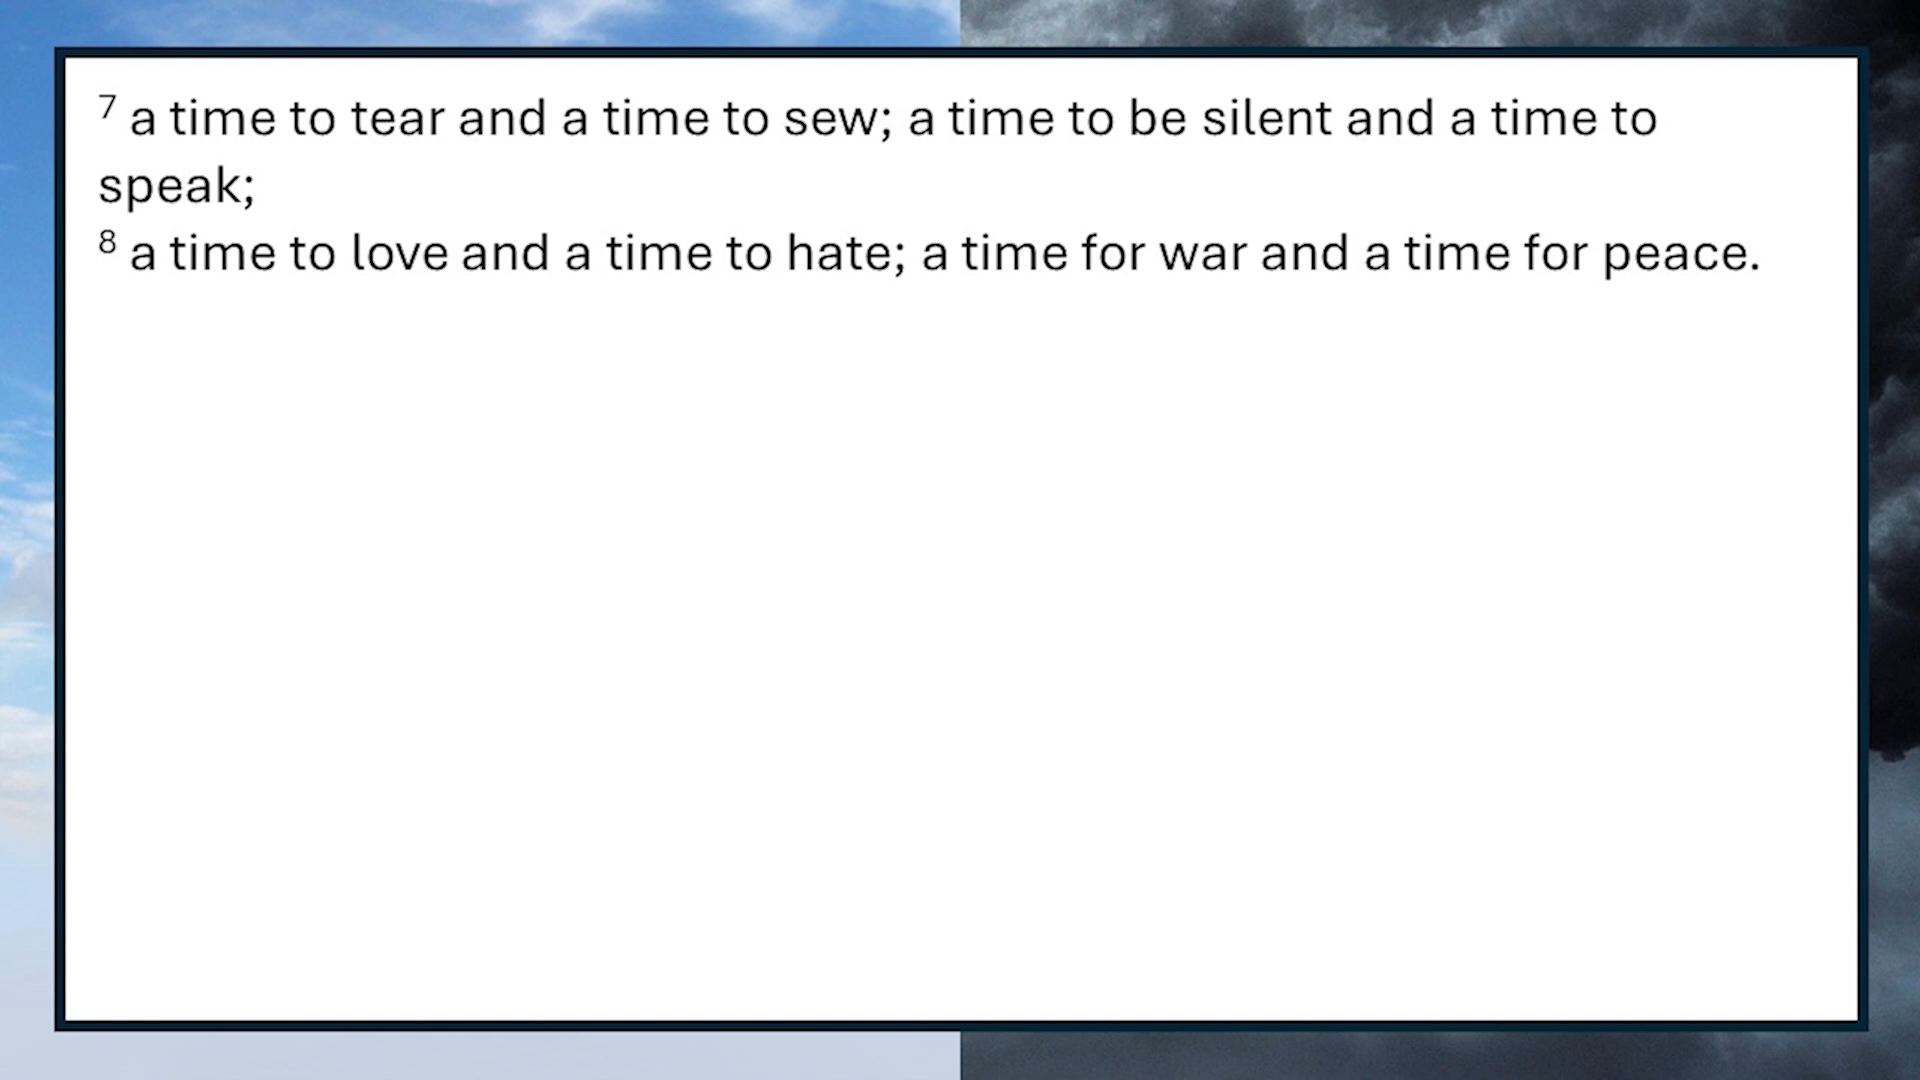 7 a time to tear and a time to sew; a time to be silent and a time to
speak;
8 a time to love and a time to hate; a time for war and a time for peace.